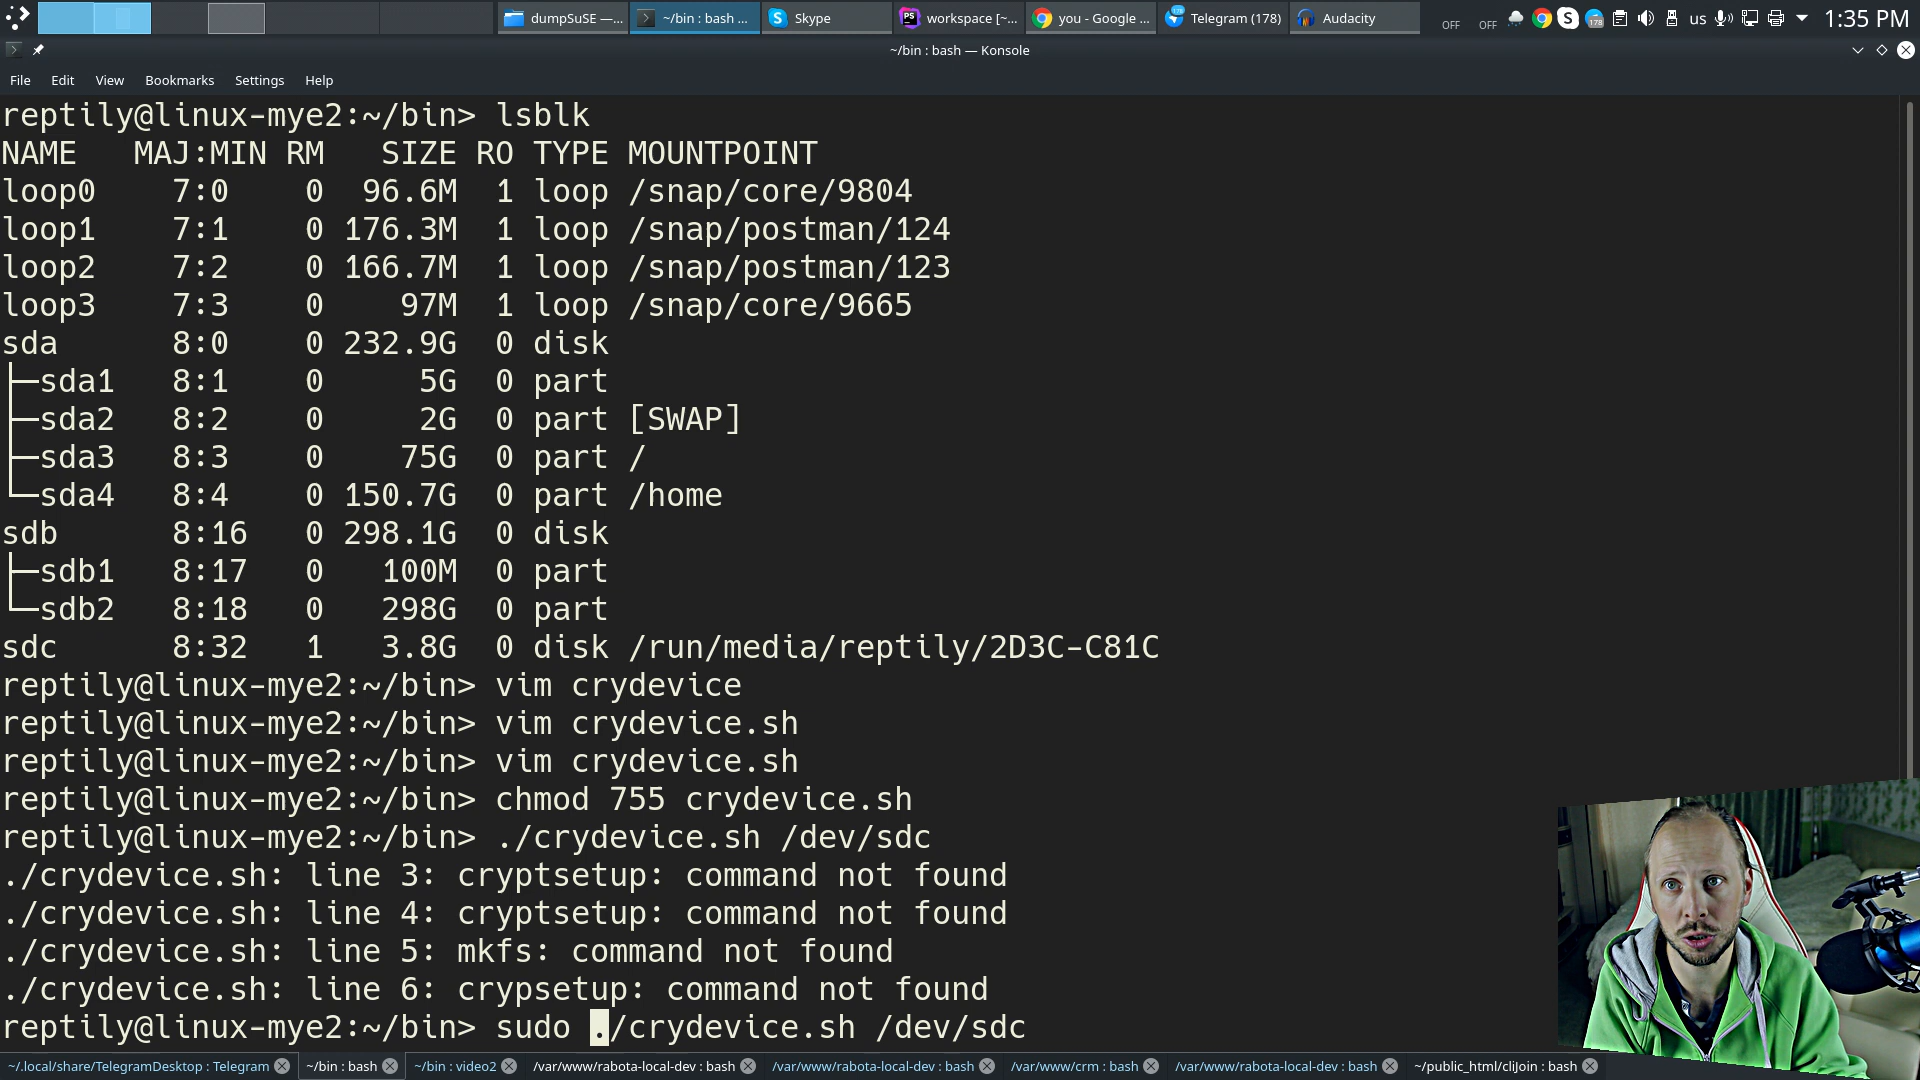 dumpSuSE —...
~/bin : bash ...
Skype
workspace [~...
you - Google ...
Telegram (178)
Audacity
OFF
OFF
178
us
1:35 PM
~/bin : bash — Konsole
File Edit View Bookmarks Settings Help
reptily@linux-mye2:~/bin> lsblk
NAME MAJ:MIN RM SIZE RO TYPE MOUNTPOINT
loop0 7:0 0 96.6M 1 loop /snap/core/9804
loop1 7:1 0 176.3M 1 loop /snap/postman/124
loop2 7:2 0 166.7M 1 loop /snap/postman/123
loop3 7:3 0 97M 1 loop /snap/core/9665
sda 8:0 0 232.9G 0 disk
├─sda1 8:1 0 5G 0 part
├─sda2 8:2 0 2G 0 part [SWAP]
├─sda3 8:3 0 75G 0 part /
└─sda4 8:4 0 150.7G 0 part /home
sdb 8:16 0 298.1G 0 disk
├─sdb1 8:17 0 100M 0 part
└─sdb2 8:18 0 298G 0 part
sdc 8:32 1 3.8G 0 disk /run/media/reptily/2D3C-C81C
reptily@linux-mye2:~/bin> vim crydevice
reptily@linux-mye2:~/bin> vim crydevice.sh
reptily@linux-mye2:~/bin> vim crydevice.sh
reptily@linux-mye2:~/bin> chmod 755 crydevice.sh
reptily@linux-mye2:~/bin> ./crydevice.sh /dev/sdc
./crydevice.sh: line 3: cryptsetup: command not found
./crydevice.sh: line 4: cryptsetup: command not found
./crydevice.sh: line 5: mkfs: command not found
./crydevice.sh: line 6: crypsetup: command not found
reptily@linux-mye2:~/bin> sudo ./crydevice.sh /dev/sdc
~/.local/share/TelegramDesktop : Telegram
~/bin : bash
~/bin : video2
/var/www/rabota-local-dev : bash
/var/www/rabota-local-dev : bash
/var/www/crm : bash
/var/www/rabota-local-dev : bash
~/public_html/cliJoin : bash